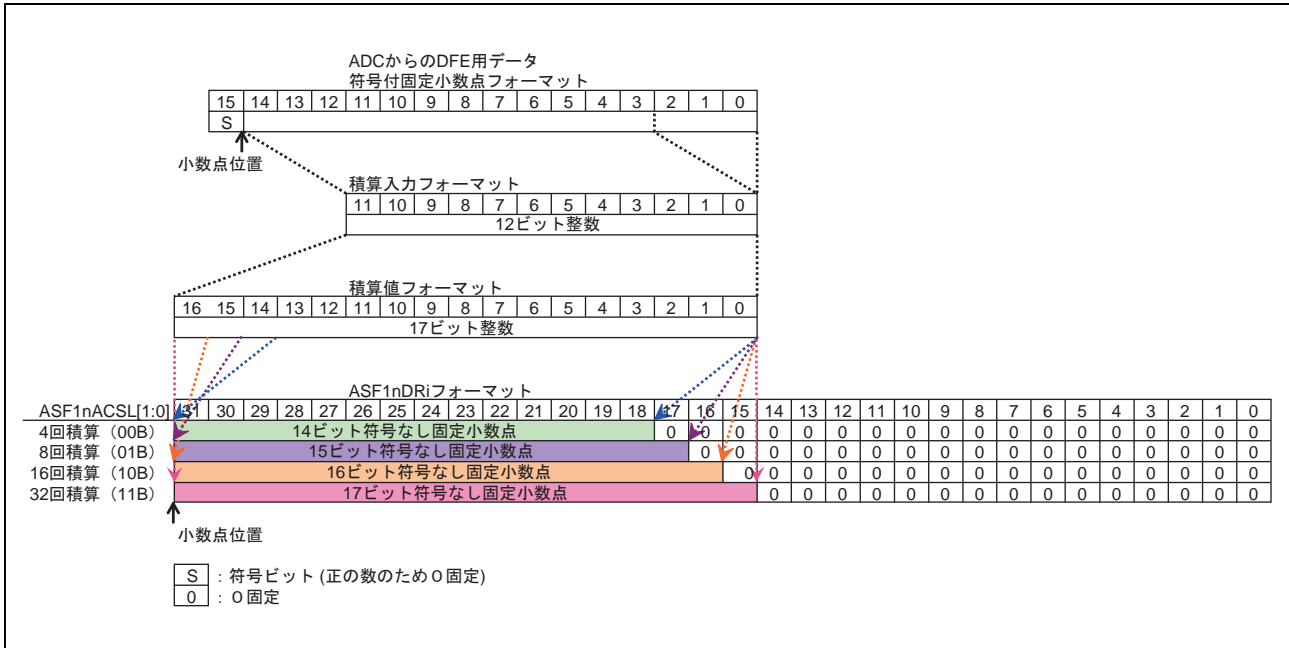 ADCからのDFE用データ
符号付固定小数点フォーマット
15 14 13 12 11 10 9 8 7 6 5 4 3 2 1 0
S
小数点位置
積算入力フォーマット
11 10 9 8 7 6 5 4 3 2 1 0
12ビット整数
積算値フォーマット
16 15 14 13 12 11 10 9 8 7 6 5 4 3 2 1 0
17ビット整数
ASF1nDRiフォーマット
ASF1nACSL[1:0] 31 30 29 28 27 26 25 24 23 22 21 20 19 18 17 16 15 14 13 12 11 10 9 8 7 6 5 4 3 2 1 0
4回積算（00B） 14ビット符号なし固定小数点 0 0 0 0 0 0 0 0 0 0 0 0 0 0 0 0 0 0
8回積算（01B） 15ビット符号なし固定小数点 0 0 0 0 0 0 0 0 0 0 0 0 0 0 0 0 0
16回積算（10B） 16ビット符号なし固定小数点 0 0 0 0 0 0 0 0 0 0 0 0 0 0 0 0
32回積算（11B） 17ビット符号なし固定小数点 0 0 0 0 0 0 0 0 0 0 0 0 0 0 0
小数点位置
S : 符号ビット (正の数のため０固定)
0 : ０固定